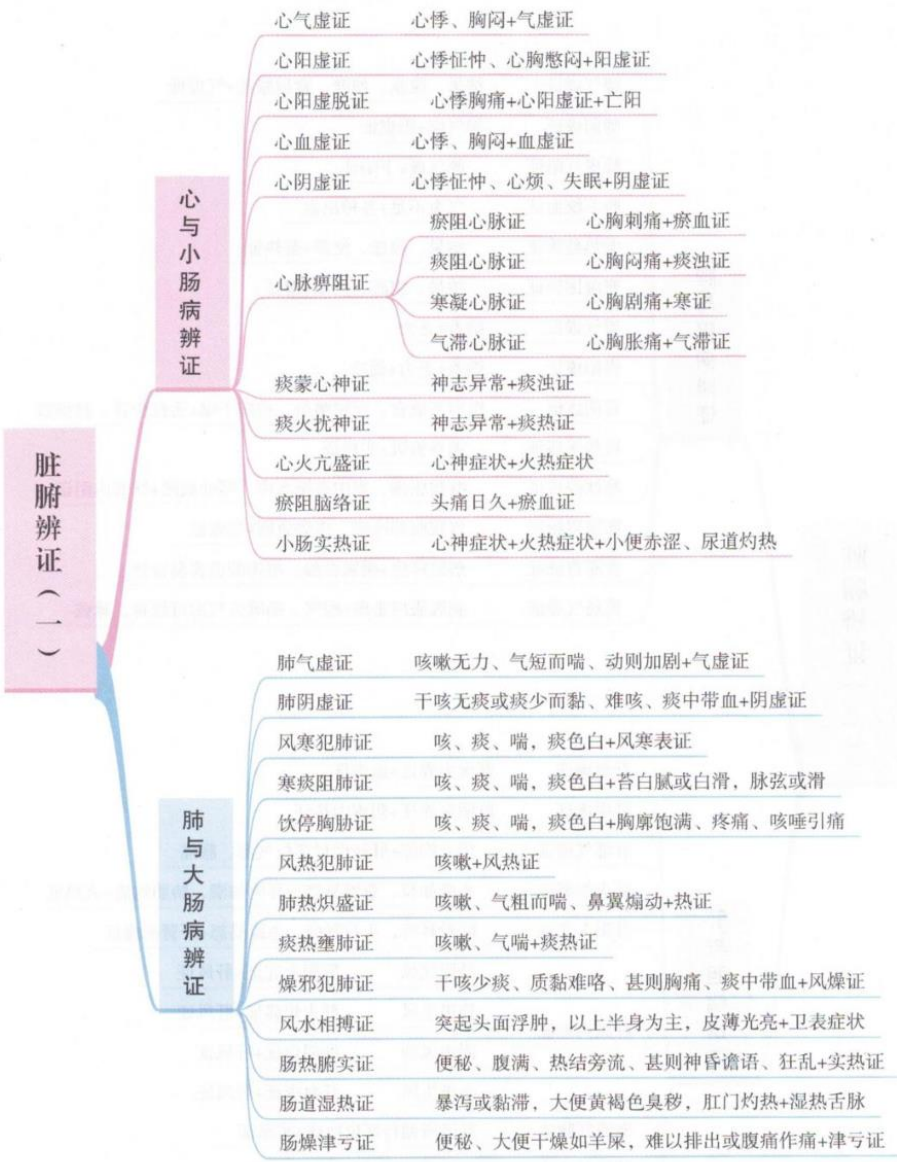 脏腑辨证（一）
心与小肠病辨证
心气虚证 心悸、胸闷+气虚证
心阳虚证 心悸怔忡、心胸憋闷+阳虚证
心阳虚脱证 心悸胸痛+心阳虚证+亡阳
心血虚证 心悸、胸闷+血虚证
心阴虚证 心悸怔忡、心烦、失眠+阴虚证
心脉痹阻证
瘀阻心脉证 心胸刺痛+瘀血证
痰阻心脉证 心胸闷痛+痰浊证
寒凝心脉证 心胸剧痛+寒证
气滞心脉证 心胸胀痛+气滞证
痰蒙心神证 神志异常+痰浊证
痰火扰神证 神志异常+痰热证
心火亢盛证 心神症状+火热症状
瘀阻脑络证 头痛日久+瘀血证
小肠实热证 心神症状+火热症状+小便赤涩、尿道灼热
肺与大肠病辨证
肺气虚证 咳嗽无力、气短而喘、动则加剧+气虚证
肺阴虚证 干咳无痰或痰少而黏、难咳、痰中带血+阴虚证
风寒犯肺证 咳、痰、喘，痰色白+风寒表证
寒痰阻肺证 咳、痰、喘，痰色白+苔白腻或白滑，脉弦或滑
饮停胸胁证 咳、痰、喘，痰色白+胸廓饱满、疼痛、咳唾引痛
风热犯肺证 咳嗽+风热证
肺热炽盛证 咳嗽、气粗而喘、鼻翼煽动+热证
痰热壅肺证 咳嗽、气喘+痰热证
燥邪犯肺证 干咳少痰、质黏难咯、甚则胸痛、痰中带血+风燥证
风水相搏证 突起头面浮肿，以上半身为主，皮薄光亮+卫表症状
肠热腑实证 便秘、腹满、热结旁流、甚则神昏谵语、狂乱+实热证
肠道湿热证 暴泻或黏滞，大便黄褐色臭秽，肛门灼热+湿热舌脉
肠燥津亏证 便秘、大便干燥如羊屎，难以排出或腹痛作痛+津亏证